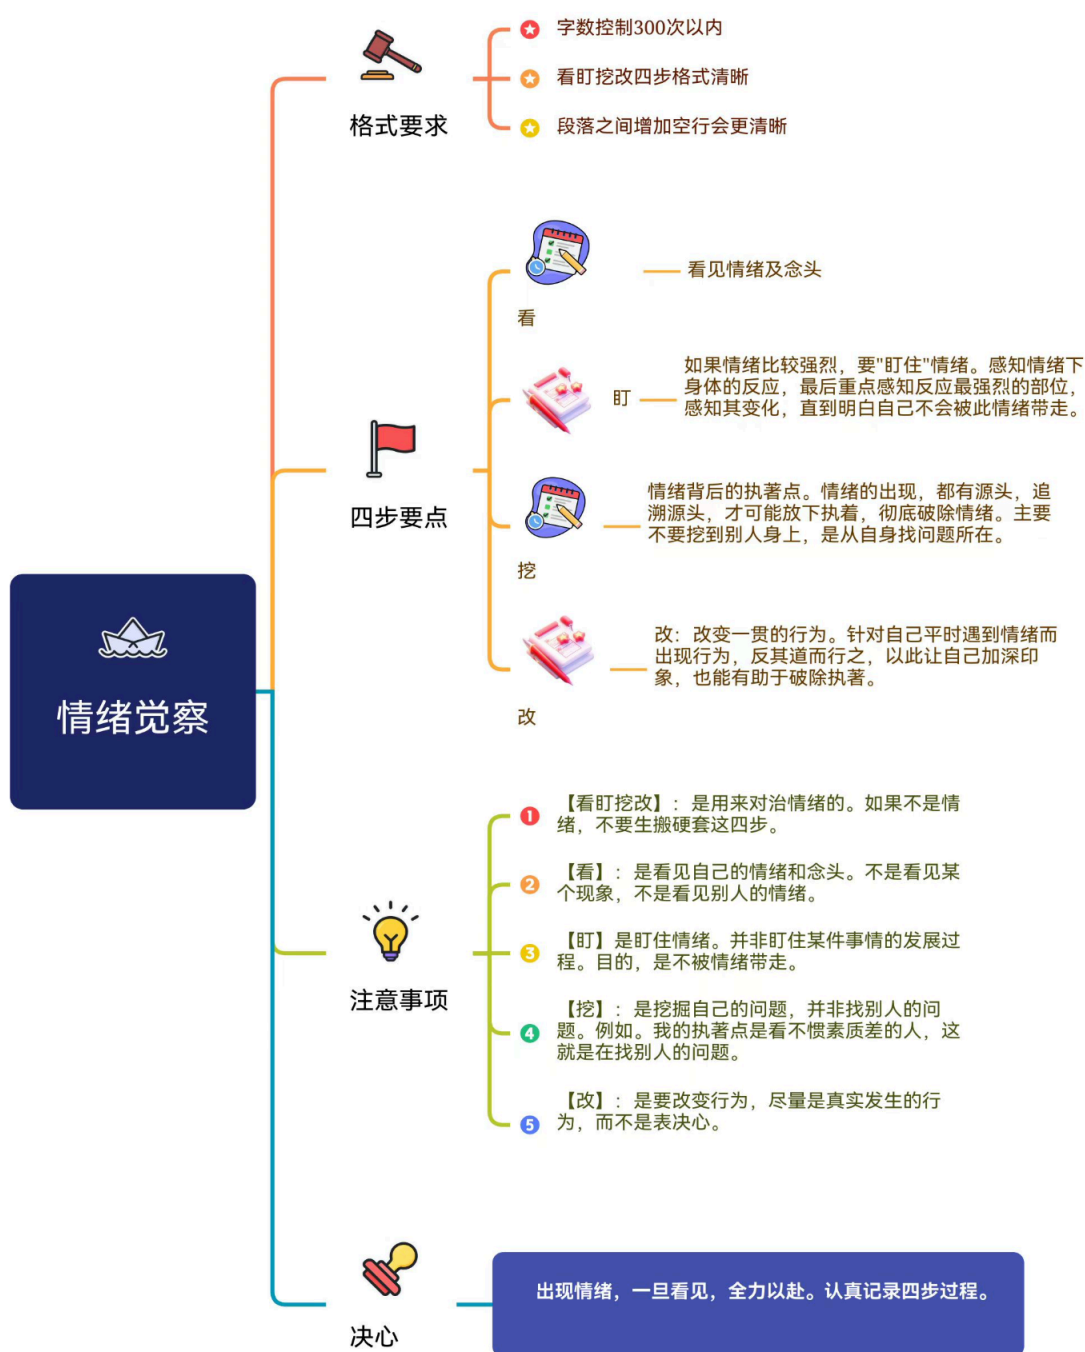 字数控制300次以内
看盯挖改四步格式清晰
格式要求
段落之间增加空行会更清晰
看见情绪及念头
看
如果情绪比较强烈，要"盯住"情绪。感知情绪下
身体的反应，最后重点感知反应最强烈的部位，
感知其变化，直到明白自己不会被此情绪带走。
盯
四步要点
情绪背后的执著点。情绪的出现，都有源头，追
溯源头，才可能放下执着，彻底破除情绪。主要
不要挖到别人身上，是从自身找问题所在。
挖
改：改变一贯的行为。针对自己平时遇到情绪而
出现行为，反其道而行之，以此让自己加深印
象，也能有助于破除执著。
改
情绪觉察
1
【看盯挖改】：是用来对治情绪的。如果不是情
绪，不要生搬硬套这四步。
2
【看】：是看见自己的情绪和念头。不是看见某
个现象，不是看见别人的情绪。
3
【盯】是盯住情绪。并非盯住某件事情的发展过
程。目的，是不被情绪带走。
注意事项
4
【挖】：是挖掘自己的问题，并非找别人的问
题。例如。我的执著点是看不惯素质差的人，这
就是在找别人的问题。
5
【改】：是要改变行为，尽量是真实发生的行
为，而不是表决心。
出现情绪，一旦看见，全力以赴。认真记录四步过程。
决心